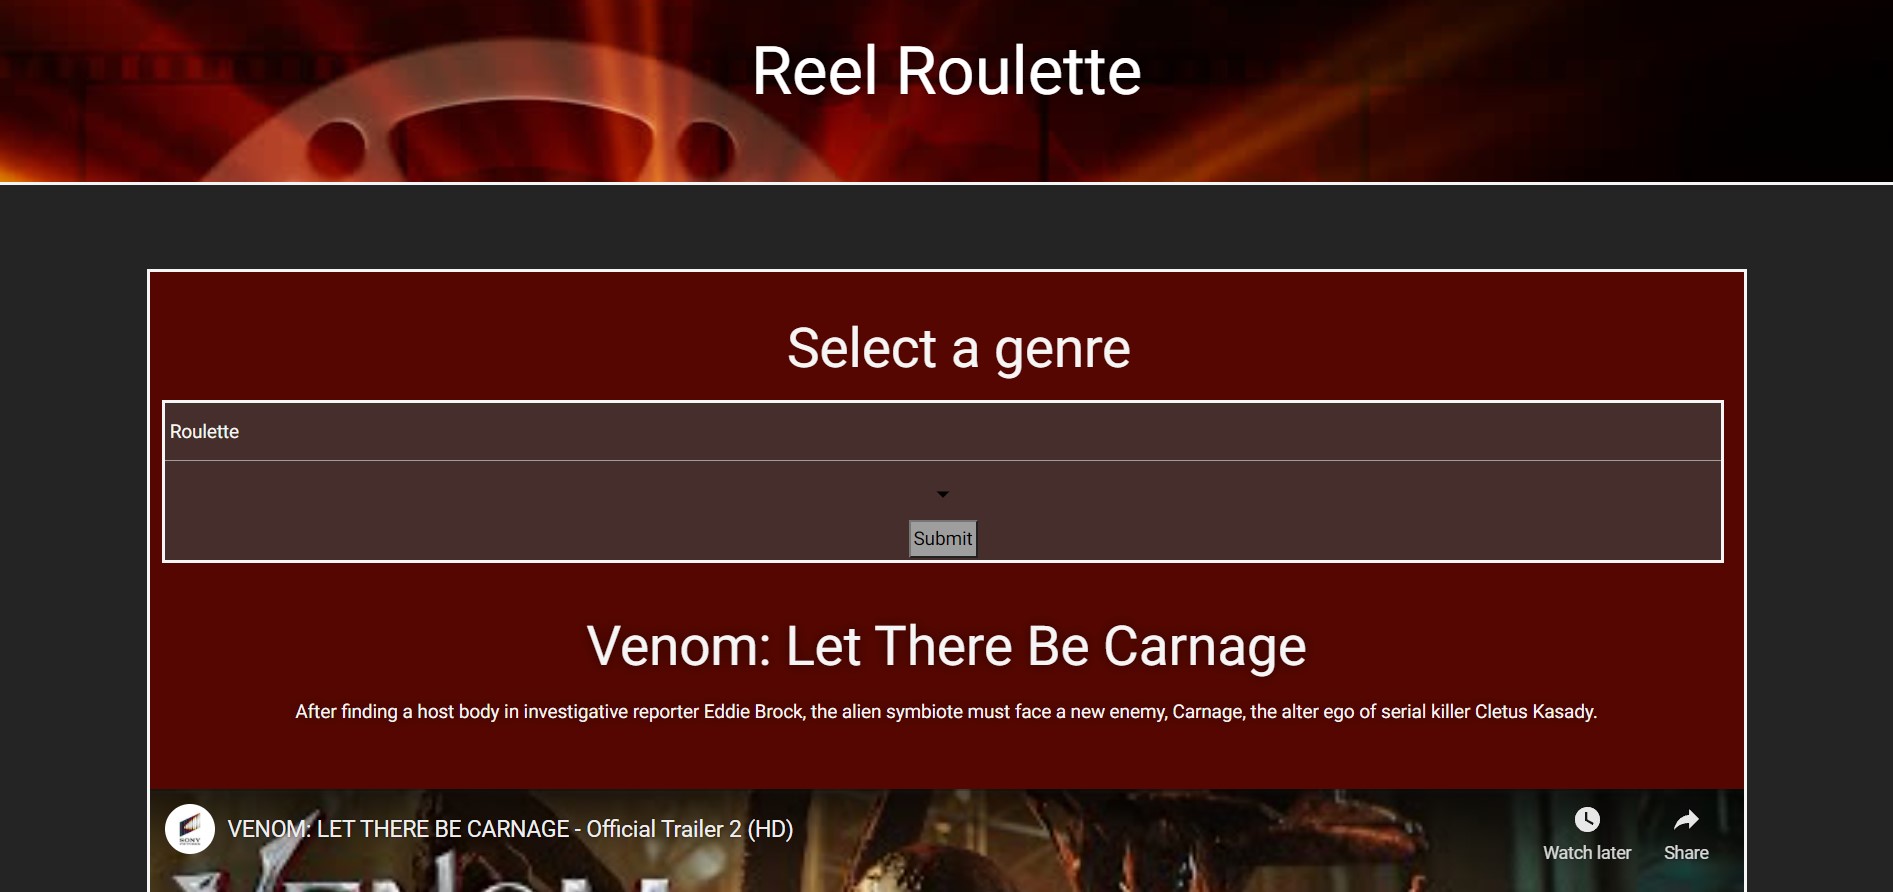 Reel Roulette
Select a genre
Roulette
Submit
Venom: Let There Be Carnage
After finding a host body in investigative reporter Eddie Brock, the alien symbiote must face a new enemy, Carnage, the alter ego of serial killer Cletus Kasady.
SONY
VENOM: LET THERE BE CARNAGE - Official Trailer 2 (HD)
Watch later
Share